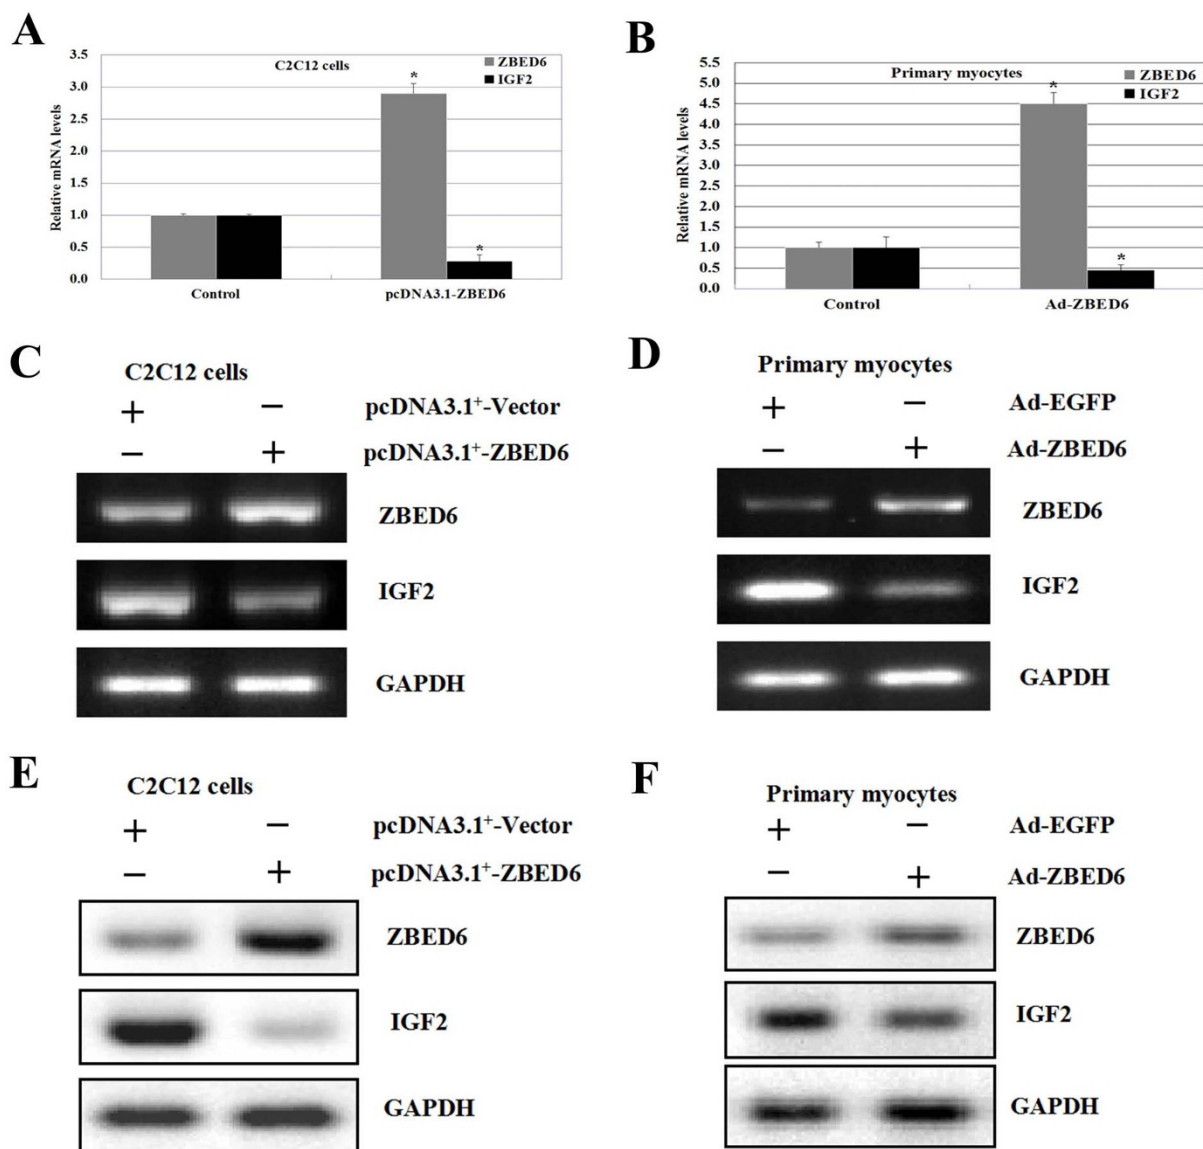 A
C2C12 cells
ZBED6
IGF2
Relative mRNA levels
3.5
3.0
2.5
2.0
1.5
1.0
0.5
0.0
*
*
Control
pcDNA3.1-ZBED6
B
Primary myocytes
ZBED6
IGF2
Relative mRNA levels
5.5
5.0
4.5
4.0
3.5
3.0
2.5
2.0
1.5
1.0
0.5
0.0
*
*
Control
Ad-ZBED6
C
C2C12 cells
+ − pcDNA3.1⁺-Vector
− + pcDNA3.1⁺-ZBED6
ZBED6
IGF2
GAPDH
D
Primary myocytes
+ − Ad-EGFP
− + Ad-ZBED6
ZBED6
IGF2
GAPDH
E
C2C12 cells
+ − pcDNA3.1⁺-Vector
− + pcDNA3.1⁺-ZBED6
ZBED6
IGF2
GAPDH
F
Primary myocytes
+ − Ad-EGFP
− + Ad-ZBED6
ZBED6
IGF2
GAPDH